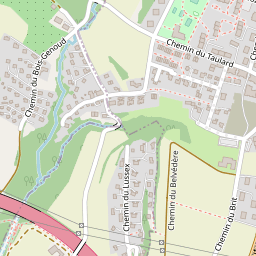 Chemin du Bois-Genoud
Chemin du Taulard
Chemin du Lussex
Chemin du Belvédère
Chemin du Brit